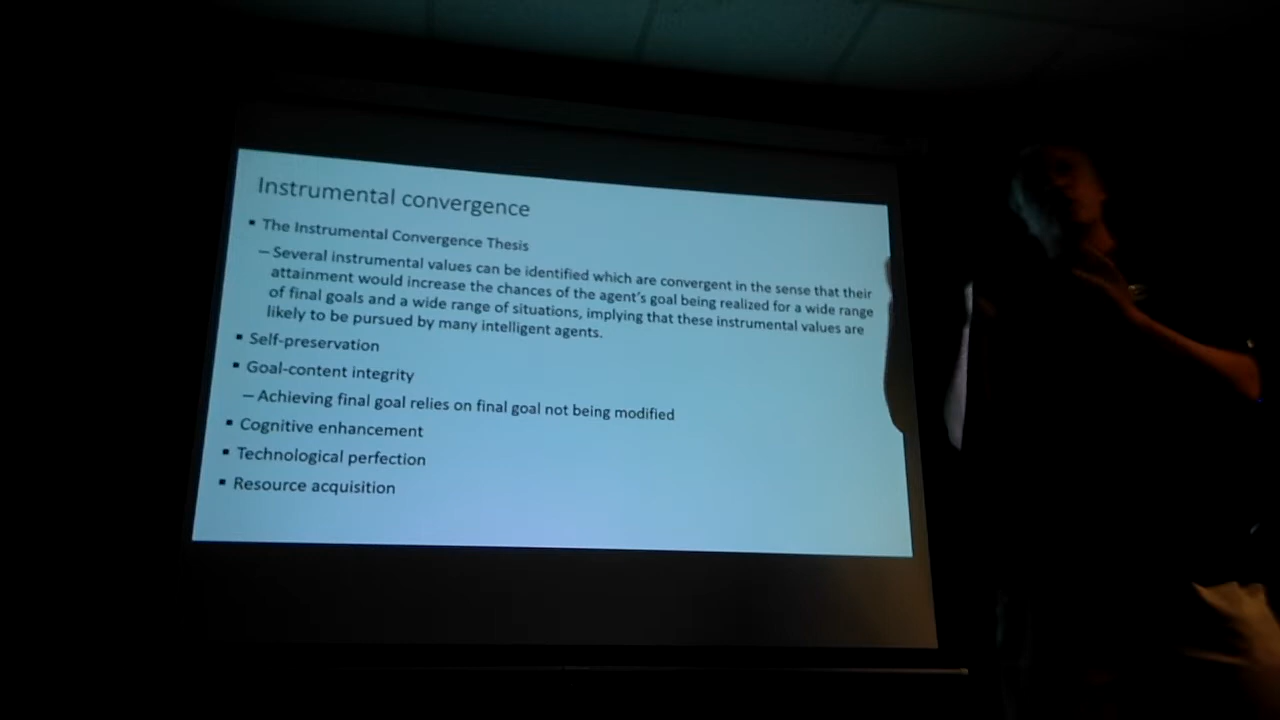 Instrumental convergence
▪ The Instrumental Convergence Thesis
– Several instrumental values can be identified which are convergent in the sense that their
attainment would increase the chances of the agent's goal being realized for a wide range
of final goals and a wide range of situations, implying that these instrumental values are
likely to be pursued by many intelligent agents.
▪ Self-preservation
▪ Goal-content integrity
– Achieving final goal relies on final goal not being modified
▪ Cognitive enhancement
▪ Technological perfection
▪ Resource acquisition